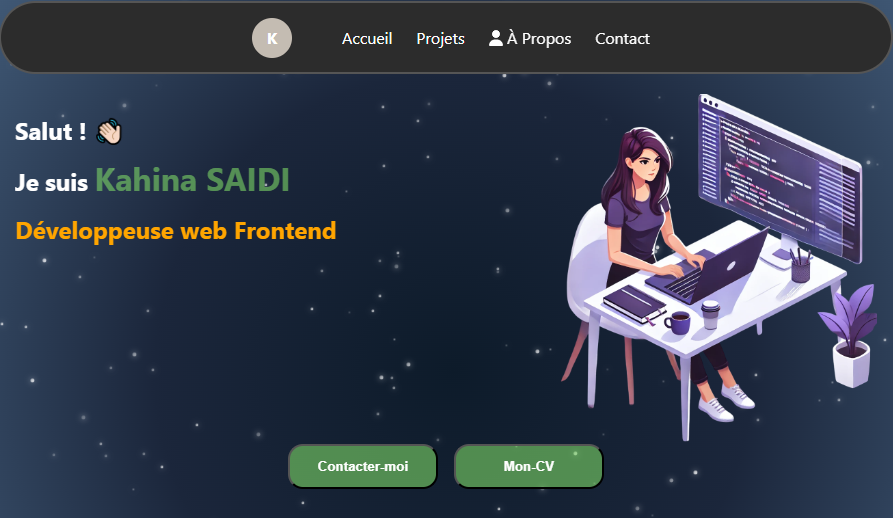 K
Accueil Projets À Propos Contact
Salut ! 👋🏻
Je suis Kahina SAIDI
Développeuse web Frontend
Contacter-moi Mon-CV